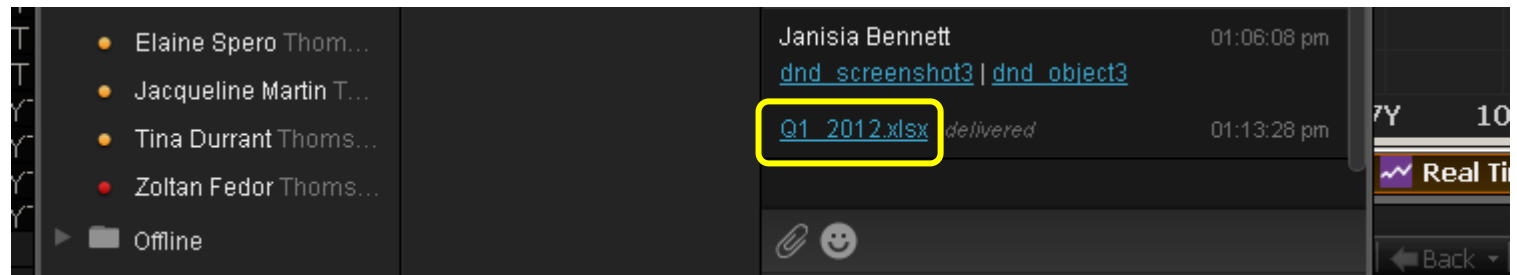 T
T
Y
Y
Y
Y
Elaine Spero Thom...
Jacqueline Martin T...
Tina Durrant Thoms...
Zoltan Fedor Thoms...
Offline
Janisia Bennett 01:06:08 pm
dnd_screenshot3 | dnd_object3
Q1_2012.xlsx delivered 01:13:28 pm
7Y 10
Real Ti
Back